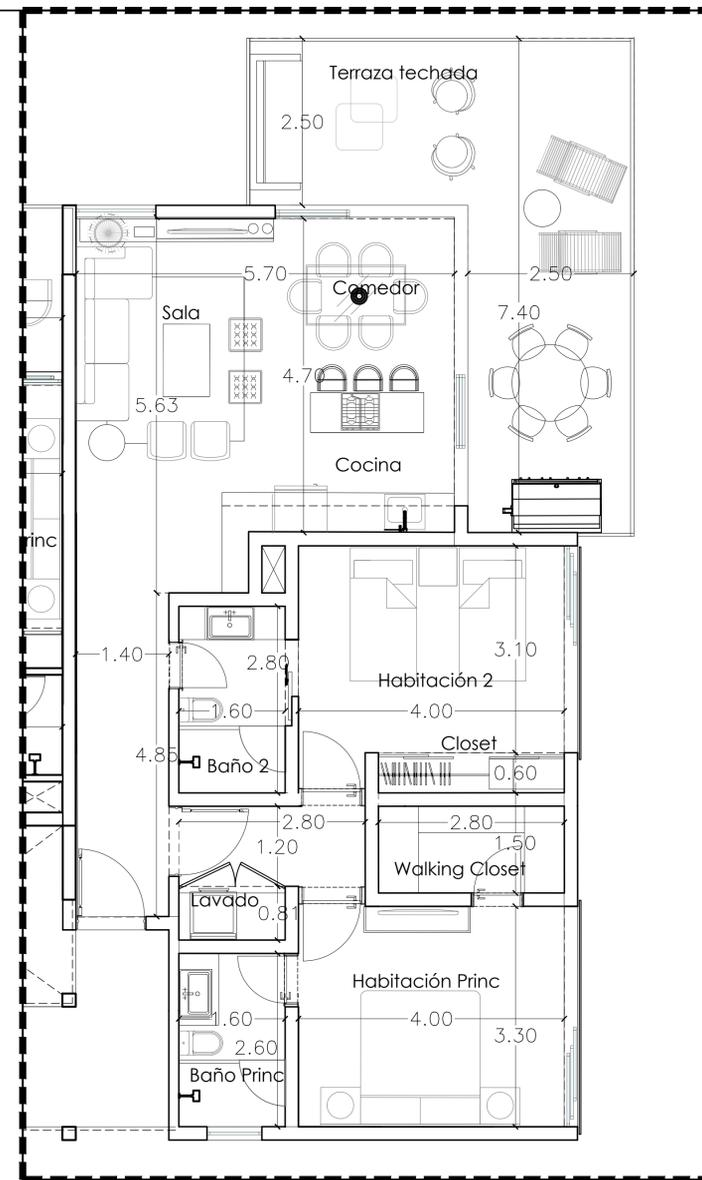 Terraza techada
2.50
5.70
2.50
Comedor
7.40
Sala
4.70
5.63
Cocina
rinc
3.10
1.40
2.80
Habitación 2
1.60
4.00
Closet
4.85
Baño 2
0.60
2.80
2.80
1.20
1.50
Walking Closet
Lavado
0.81
Habitación Princ
.60
4.00
3.30
2.60
Baño Princ